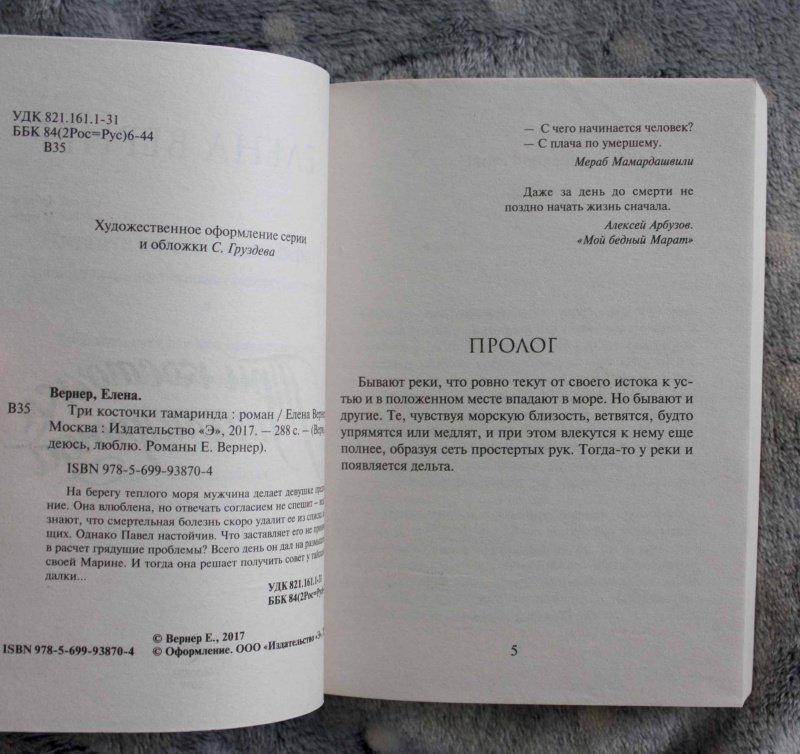 УДК 821.161.1-31
ББК 84(2Рос=Рус)6-44
В35
Художественное оформление серии
и обложки С. Груздева
Вернер, Елена.
В35
Три косточки тамаринда : роман / Елена
Москва : Издательство «Э», 2017. — 288 с. — (
деюсь, люблю. Романы Е. Вернер).
ISBN 978-5-699-93870-4
На берегу теплого моря мужчина делает девушке
ние. Она влюблена, но отвечать согласием не спешит –
знают, что смертельная болезнь скоро удалит ее из списка
щих. Однако Павел настойчив. Что заставляет его не
в расчет грядущие проблемы? Всего день он дал на
своей Марине. И тогда она решает получить совет у
далки...
УДК 821.161.1-31
ББК 84(2Рос=
ISBN 978-5-699-93870-4
© Вернер Е., 2017
© Оформление. ООО «Издательство «Э»,
— С чего начинается человек?
— С плача по умершему.
Мераб Мамардашвили
Даже за день до смерти не
поздно начать жизнь сначала.
Алексей Арбузов.
«Мой бедный Марат»
ПРОЛОГ
Бывают реки, что ровно текут от своего истока к ус-
тью и в положенном месте впадают в море. Но бывают и
другие. Те, чувствуя морскую близость, ветвятся, будто
упрямятся или медлят, и при этом влекутся к нему еще
полнее, образуя сеть простертых рук. Тогда-то у реки и
появляется дельта.
5